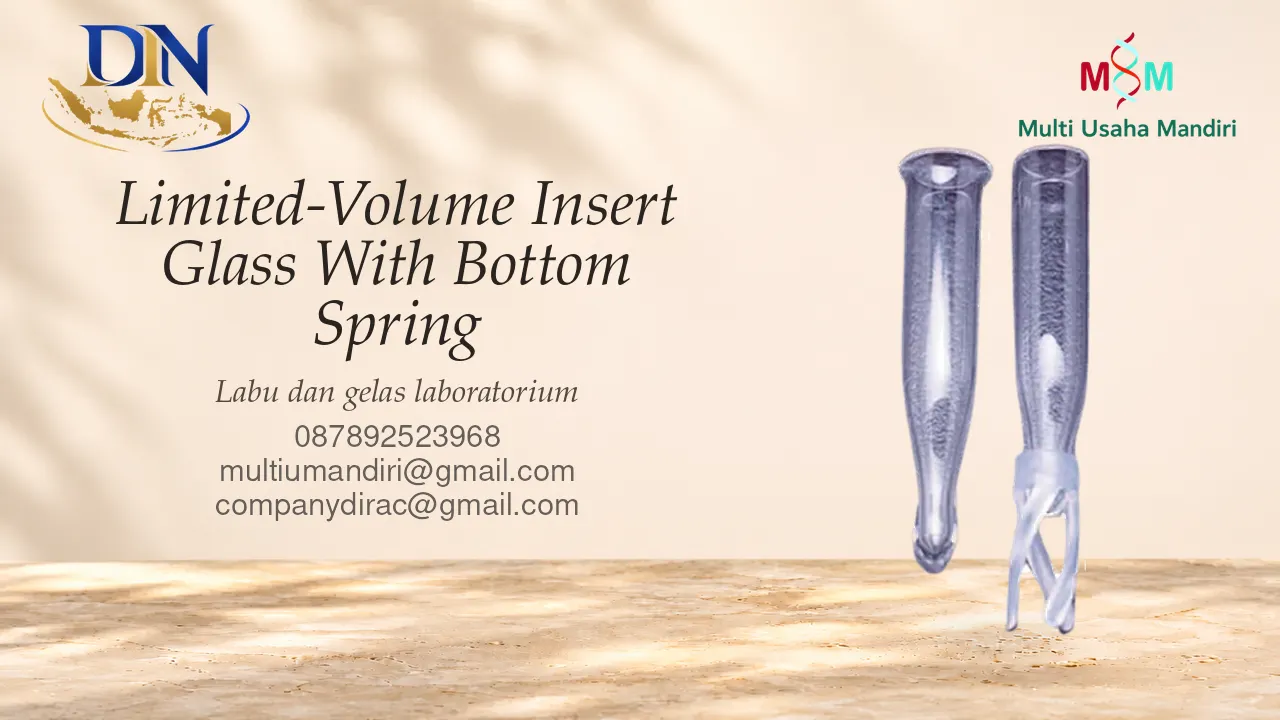 DIN
M M
Multi Usaha Mandiri
Limited-Volume Insert
Glass With Bottom
Spring
Labu dan gelas laboratorium
087892523968
multiumandiri@gmail.com
companydirac@gmail.com